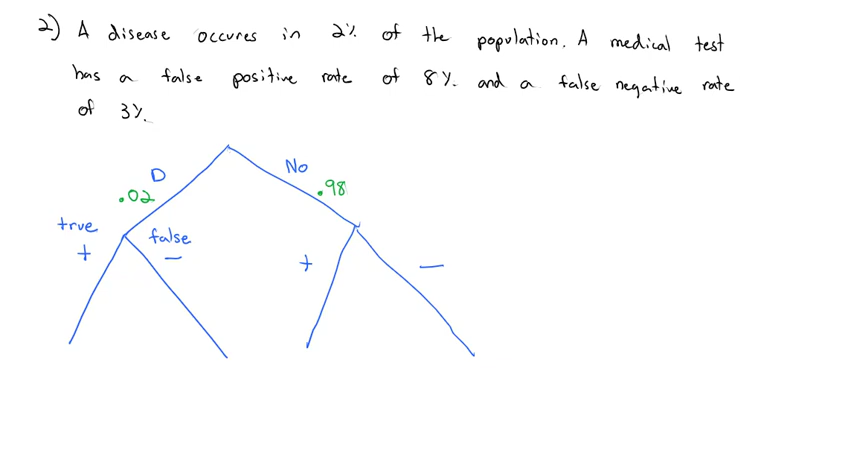 2) A disease occures in 2% of the population. A medical test
has a false positive rate of 8% and a false negative rate
of 3%.
D No
.02 .98
true false
+ − + −